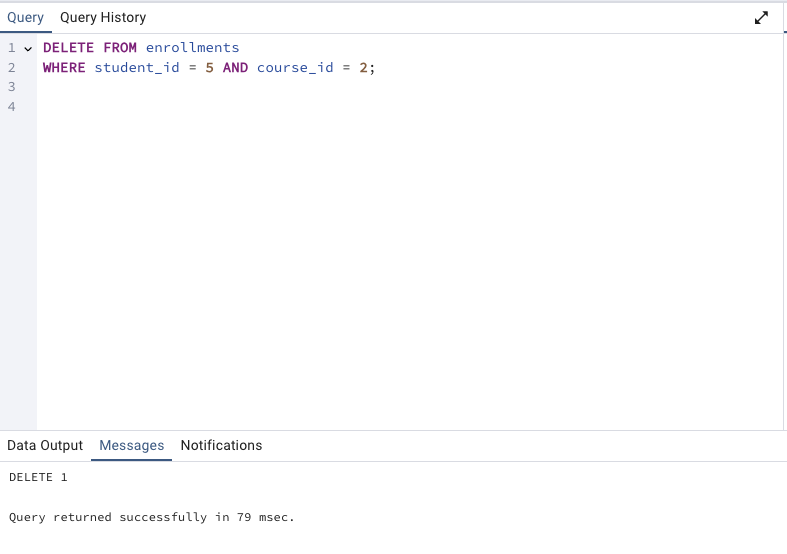 Query Query History
1 DELETE FROM enrollments
2 WHERE student_id = 5 AND course_id = 2;
3
4
Data Output Messages Notifications
DELETE 1
Query returned successfully in 79 msec.